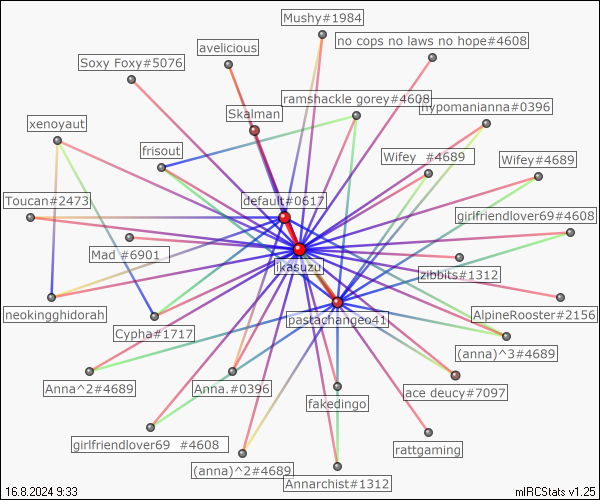 Mushy#1984
no cops no laws no hope#4608
avelicious
Soxy Foxy#5076
ramshackle gorey#4608
hypomanianna#0396
Skalman
xenoyaut
frisout
Wifey_ #4689
Wifey#4689
Toucan#2473
default#0617
girlfriendlover69#4608
Mad #6901
ikasuzu
zibbits#1312
neokingghidorah
pastachangeo41
AlpineRooster#2156
Cypha#1717
(anna)^3#4689
Anna^2#4689
Anna.#0396
ace deucy#7097
fakedingo
girlfriendlover69 #4608
rattgaming
(anna)^2#4689
Annarchist#1312
16.8.2024 9:33
mIRCStats v1.25